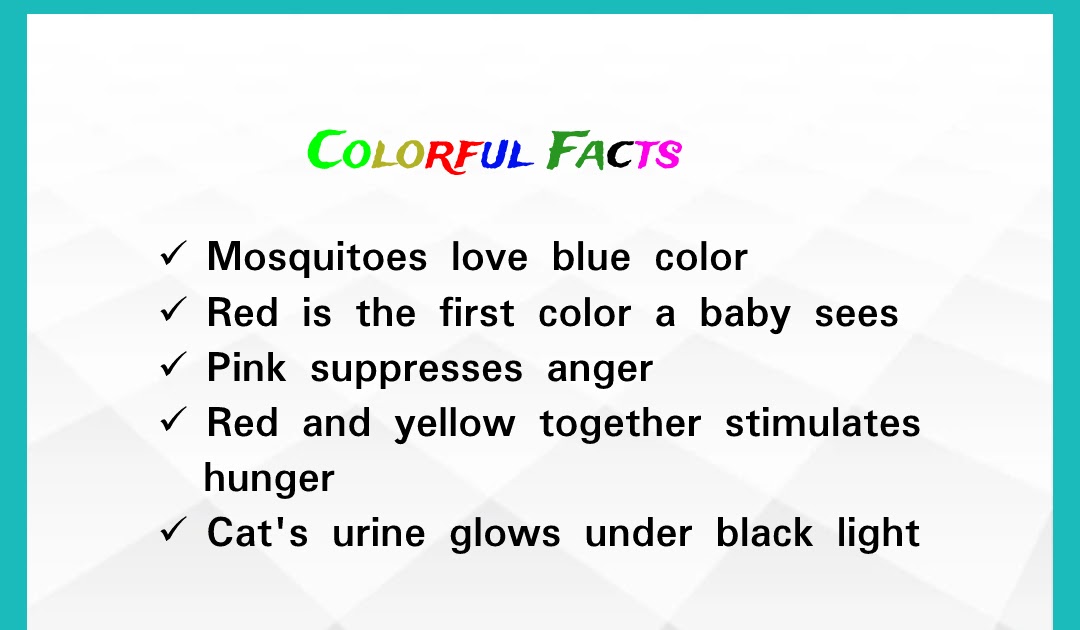 Colorful Facts
✓ Mosquitoes love blue color
✓ Red is the first color a baby sees
✓ Pink suppresses anger
✓ Red and yellow together stimulates
hunger
✓ Cat's urine glows under black light